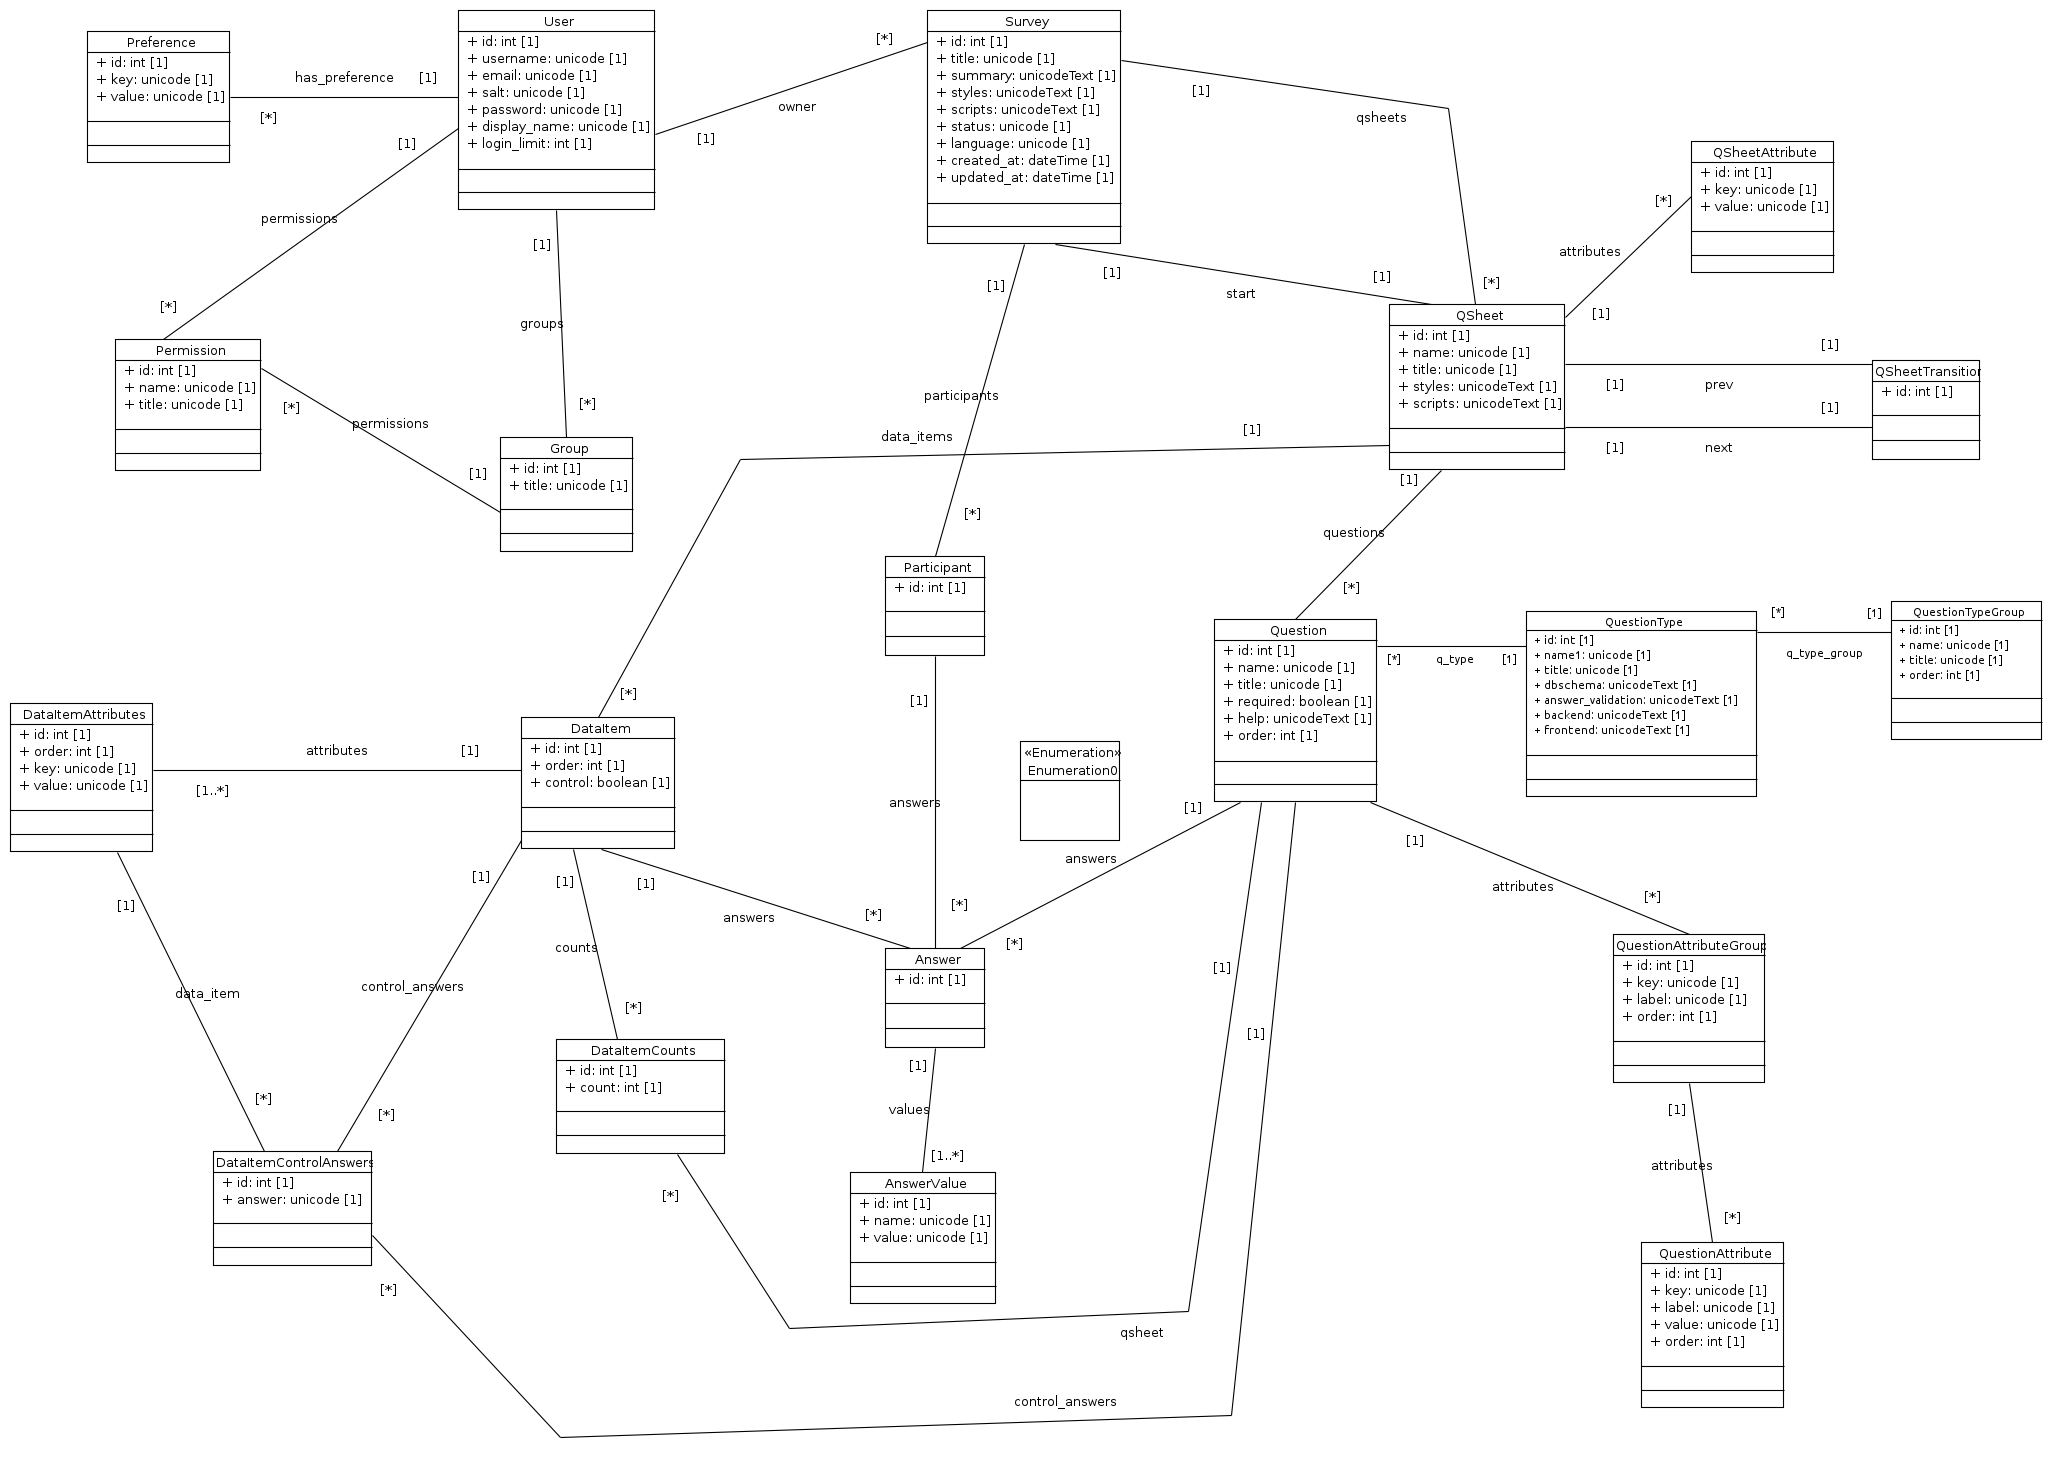 User
+ id: int [1]
+ username: unicode [1]
+ email: unicode [1]
+ salt: unicode [1]
+ password: unicode [1]
+ display_name: unicode [1]
+ login_limit: int [1]
Survey
+ id: int [1]
+ title: unicode [1]
+ summary: unicodeText [1]
+ styles: unicodeText [1]
+ scripts: unicodeText [1]
+ status: unicode [1]
+ language: unicode [1]
+ created_at: dateTime [1]
+ updated_at: dateTime [1]
Preference
+ id: int [1]
+ key: unicode [1]
+ value: unicode [1]
has_preference
[1]
[*]
[*]
owner
[1]
[1]
qsheets
[*]
[1]
permissions
[*]
[1]
groups
[*]
QSheetAttribute
+ id: int [1]
+ key: unicode [1]
+ value: unicode [1]
[*]
attributes
[1]
[1]
[1]
start
[1]
participants
[*]
QSheet
+ id: int [1]
+ name: unicode [1]
+ title: unicode [1]
+ styles: unicodeText [1]
+ scripts: unicodeText [1]
[1]
[1]
prev
[1]
[1]
next
QSheetTransition
+ id: int [1]
Permission
+ id: int [1]
+ name: unicode [1]
+ title: unicode [1]
[*]
permissions
[1]
Group
+ id: int [1]
+ title: unicode [1]
data_items
[1]
[*]
[1]
questions
[*]
Participant
+ id: int [1]
Question
+ id: int [1]
+ name: unicode [1]
+ title: unicode [1]
+ required: boolean [1]
+ help: unicodeText [1]
+ order: int [1]
[*]
q_type
[1]
QuestionType
+ id: int [1]
+ name1: unicode [1]
+ title: unicode [1]
+ dbschema: unicodeText [1]
+ answer_validation: unicodeText [1]
+ backend: unicodeText [1]
+ frontend: unicodeText [1]
[*]
[1]
q_type_group
QuestionTypeGroup
+ id: int [1]
+ name: unicode [1]
+ title: unicode [1]
+ order: int [1]
DataItemAttributes
+ id: int [1]
+ order: int [1]
+ key: unicode [1]
+ value: unicode [1]
attributes
[1]
[1..*]
DataItem
+ id: int [1]
+ order: int [1]
+ control: boolean [1]
[1]
answers
[*]
«Enumeration»
Enumeration0
[1]
answers
[*]
[1]
attributes
[*]
[1]
data_item
[*]
[1]
control_answers
[*]
[1]
counts
[*]
[1]
answers
[*]
Answer
+ id: int [1]
[1]
[1]
QuestionAttributeGroup
+ id: int [1]
+ key: unicode [1]
+ label: unicode [1]
+ order: int [1]
DataItemCounts
+ id: int [1]
+ count: int [1]
[1]
values
[1..*]
[1]
attributes
[*]
DataItemControlAnswers
+ id: int [1]
+ answer: unicode [1]
AnswerValue
+ id: int [1]
+ name: unicode [1]
+ value: unicode [1]
[*]
qsheet
[*]
control_answers
QuestionAttribute
+ id: int [1]
+ key: unicode [1]
+ label: unicode [1]
+ value: unicode [1]
+ order: int [1]